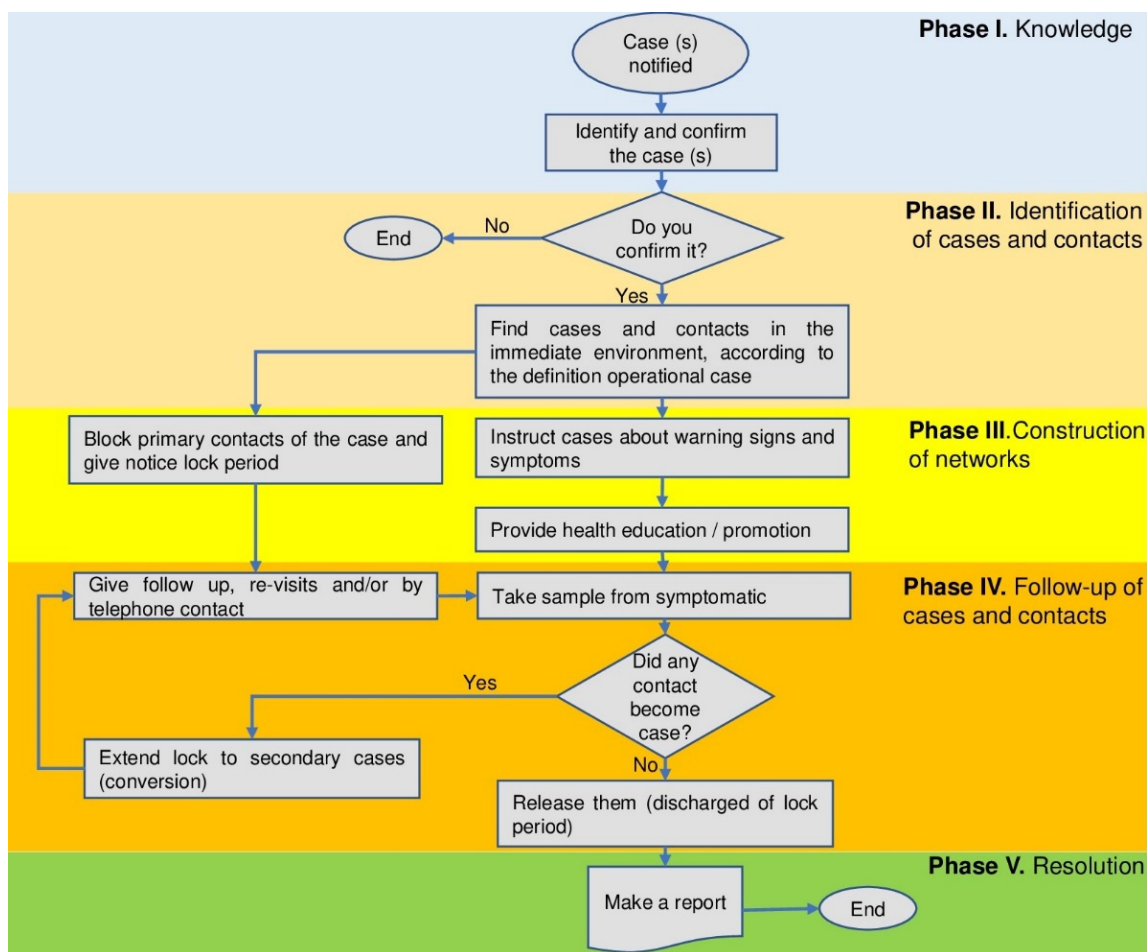 Phase I. Knowledge
Case (s)
notified
Identify and confirm
the case (s)
Phase II. Identification
of cases and contacts
Do you
confirm it?
No
End
Yes
Find cases and contacts in the
immediate environment, according to
the definition operational case
Phase III.Construction
of networks
Block primary contacts of the case and
give notice lock period
Instruct cases about warning signs and
symptoms
Provide health education / promotion
Phase IV. Follow-up of
cases and contacts
Give follow up, re-visits and/or by
telephone contact
Take sample from symptomatic
Did any
contact
become
case?
Yes
Extend lock to secondary cases
(conversion)
No
Release them (discharged of lock
period)
Phase V. Resolution
Make a report
End